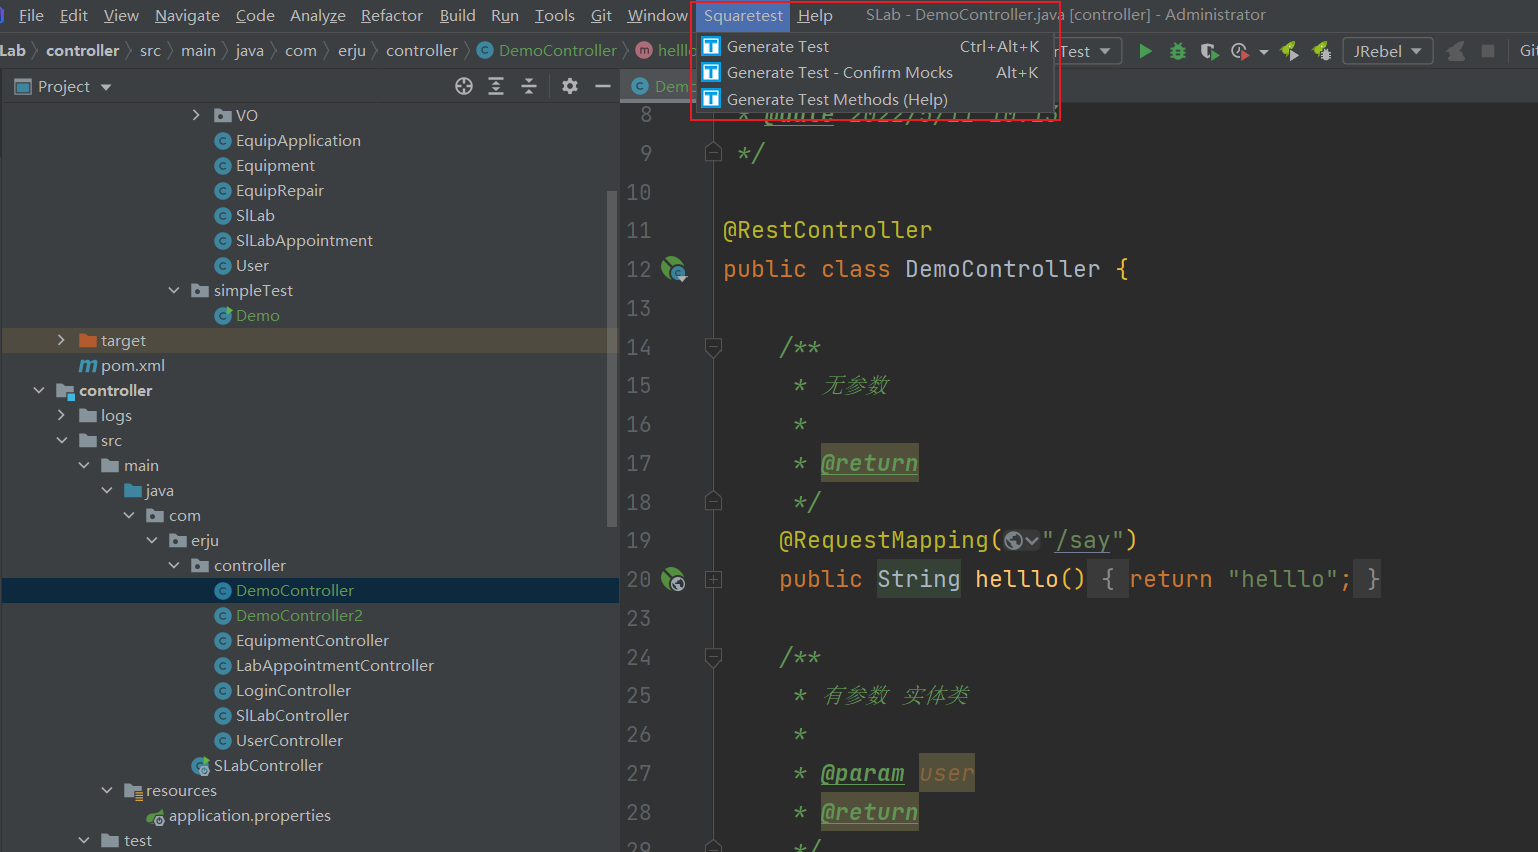 File Edit View Navigate Code Analyze Refactor Build Run Tools Git Window Squaretest Help SLab - DemoController.java [controller] - Administrator
Lab controller src main java com erju controller DemoController m helllo
Generate Test Ctrl+Alt+K
Generate Test - Confirm Mocks Alt+K
Generate Test Methods (Help)
rTest JRebel Git
Project
VO
EquipApplication
Equipment
EquipRepair
SlLab
SlLabAppointment
User
simpleTest
Demo
target
pom.xml
controller
logs
src
main
java
com
erju
controller
DemoController
DemoController2
EquipmentController
LabAppointmentController
LoginController
SlLabController
UserController
SLabController
resources
application.properties
test
Demo
8 * @date 2022/5/11 10:15
9 */
10
11 @RestController
12 public class DemoController {
13
14 /**
15 * 无参数
16 *
17 * @return
18 */
19 @RequestMapping("/say")
20 public String helllo() { return "helllo"; }
23
24 /**
25 * 有参数 实体类
26 *
27 * @param user
28 * @return
29 */